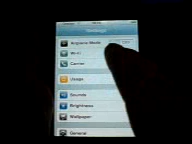 Settings
Airplane Mode
Wi-Fi
Carrier
Usage
Sounds
Brightness
Wallpaper
General